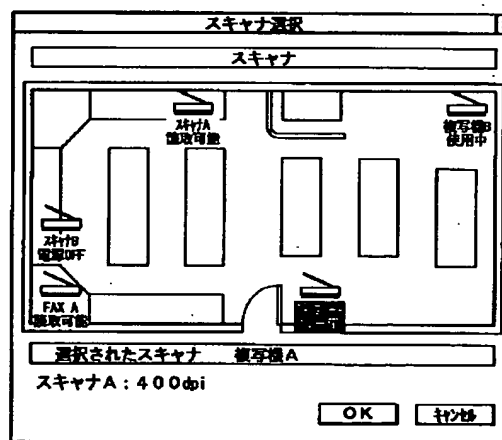 スキャナ選択
スキャナ
スキャナA
読取可能
複写機B
使用中
スキャナB
電源OFF
FAX A
読取可能
選択されたスキャナ 複写機A
スキャナA：400dpi
OK
キャンセル